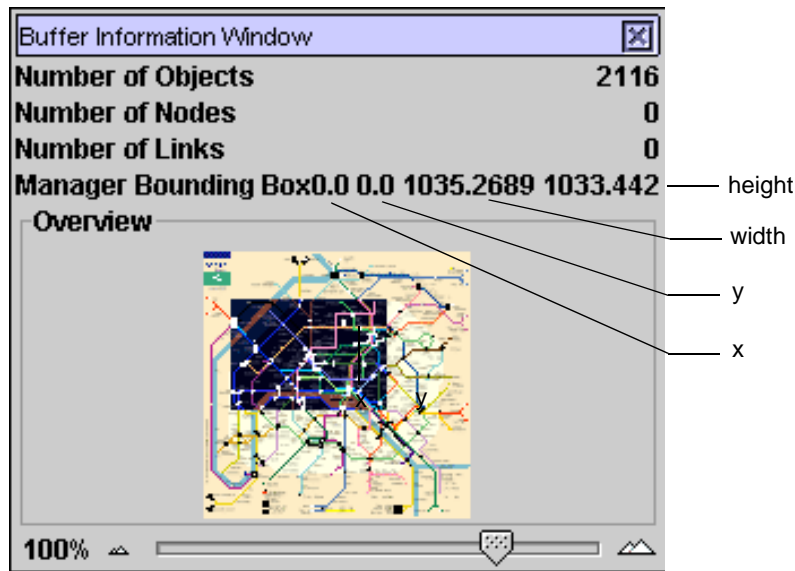 Buffer Information Window
Number of Objects 2116
Number of Nodes 0
Number of Links 0
Manager Bounding Box0.0 0.0 1035.2689 1033.442
height
width
y
x
Overview
x y
100%